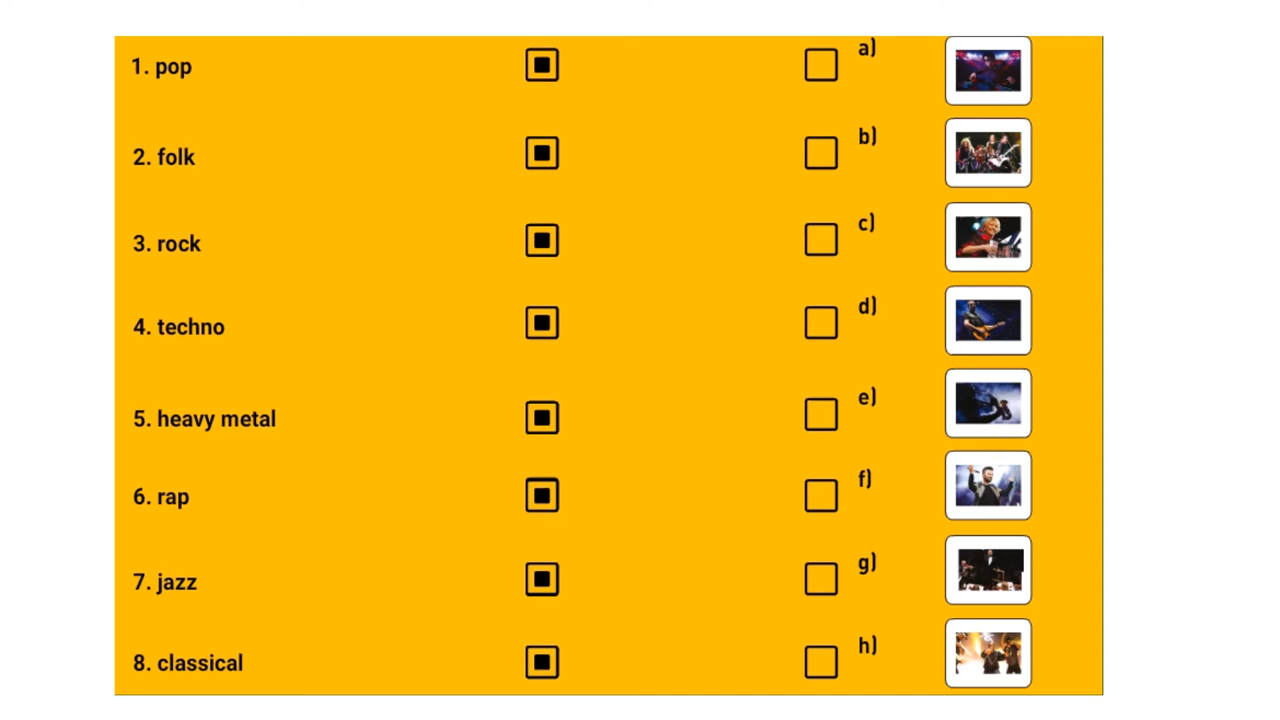 1. pop
a)
2. folk
b)
3. rock
c)
4. techno
d)
5. heavy metal
e)
6. rap
f)
7. jazz
g)
8. classical
h)